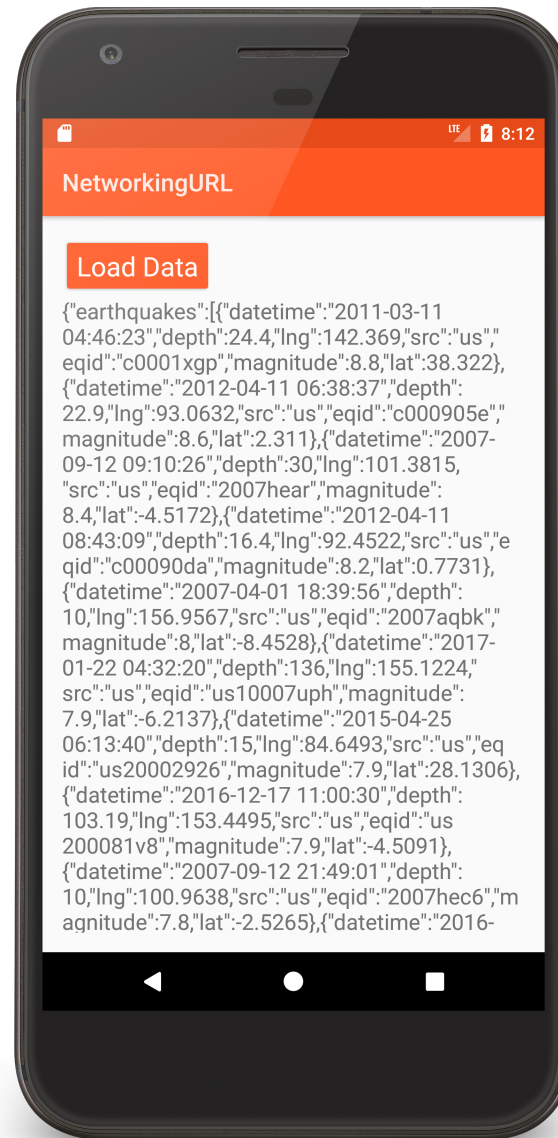 LTE 8:12
NetworkingURL
Load Data
{"earthquakes":[{"datetime":"2011-03-11
04:46:23","depth":24.4,"lng":142.369,"src":"us","
eqid":"c0001xgp","magnitude":8.8,"lat":38.322},
{"datetime":"2012-04-11 06:38:37","depth":
22.9,"lng":93.0632,"src":"us","eqid":"c000905e","
magnitude":8.6,"lat":2.311},{"datetime":"2007-
09-12 09:10:26","depth":30,"lng":101.3815,
"src":"us","eqid":"2007hear","magnitude":
8.4,"lat":-4.5172},{"datetime":"2012-04-11
08:43:09","depth":16.4,"lng":92.4522,"src":"us","e
qid":"c00090da","magnitude":8.2,"lat":0.7731},
{"datetime":"2007-04-01 18:39:56","depth":
10,"lng":156.9567,"src":"us","eqid":"2007aqbk","
magnitude":8,"lat":-8.4528},{"datetime":"2017-
01-22 04:32:20","depth":136,"lng":155.1224,"
src":"us","eqid":"us10007uph","magnitude":
7.9,"lat":-6.2137},{"datetime":"2015-04-25
06:13:40","depth":15,"lng":84.6493,"src":"us","eq
id":"us20002926","magnitude":7.9,"lat":28.1306},
{"datetime":"2016-12-17 11:00:30","depth":
103.19,"lng":153.4495,"src":"us","eqid":"us
200081v8","magnitude":7.9,"lat":-4.5091},
{"datetime":"2007-09-12 21:49:01","depth":
10,"lng":100.9638,"src":"us","eqid":"2007hec6","m
agnitude":7.8,"lat":-2.5265},{"datetime":"2016-